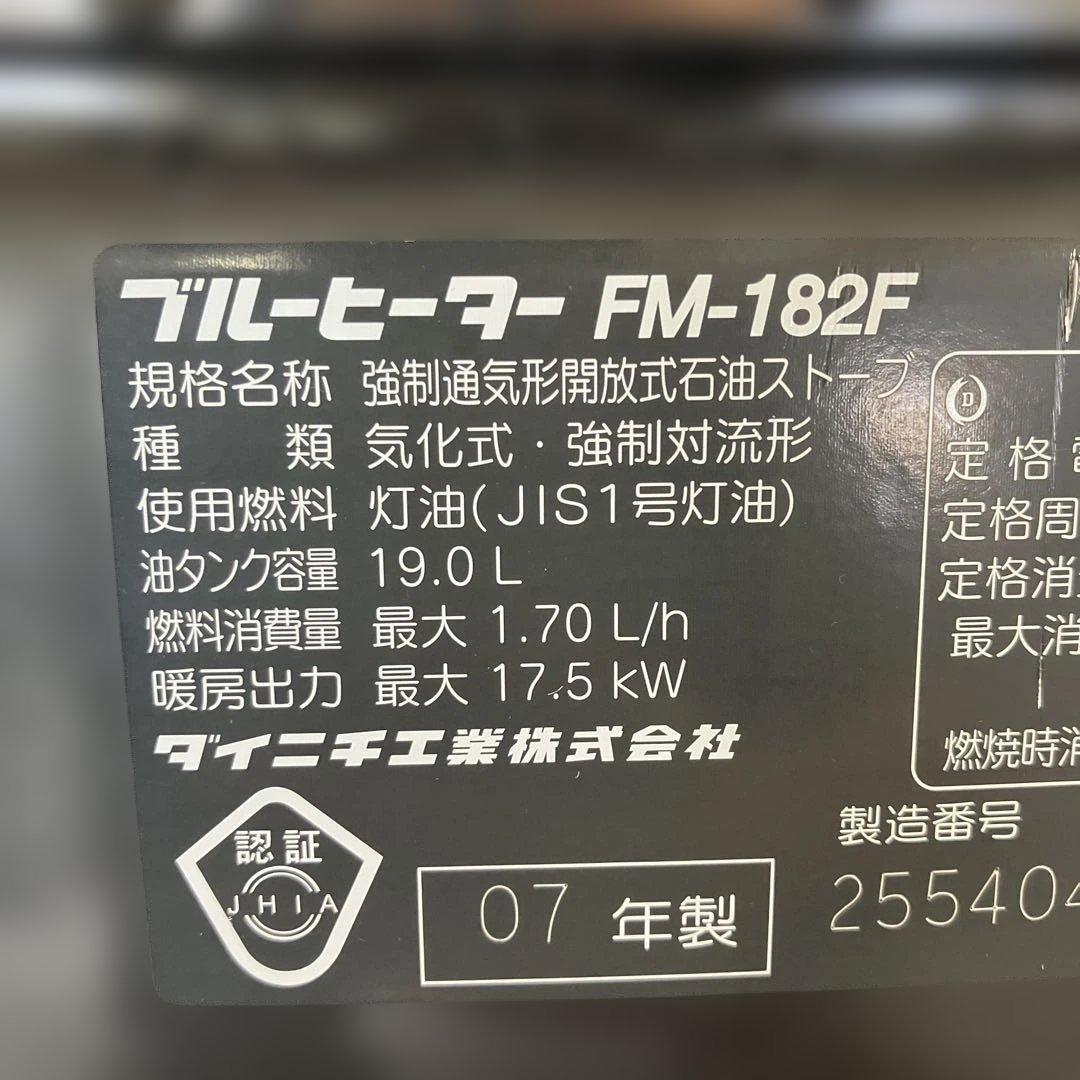 ブルーヒーター FM-182F
規格名称 強制通気形開放式石油ストーブ
種 類 気化式・強制対流形
使用燃料 灯油(JIS1号灯油)
油タンク容量 19.0 L
燃料消費量 最大 1.70 L/h
暖房出力 最大 17.5 kW
ダイニチ工業株式会社
認証
JHIA
07 年製
D
定格
定格周
定格消
最大消
燃焼時消
製造番号
255404